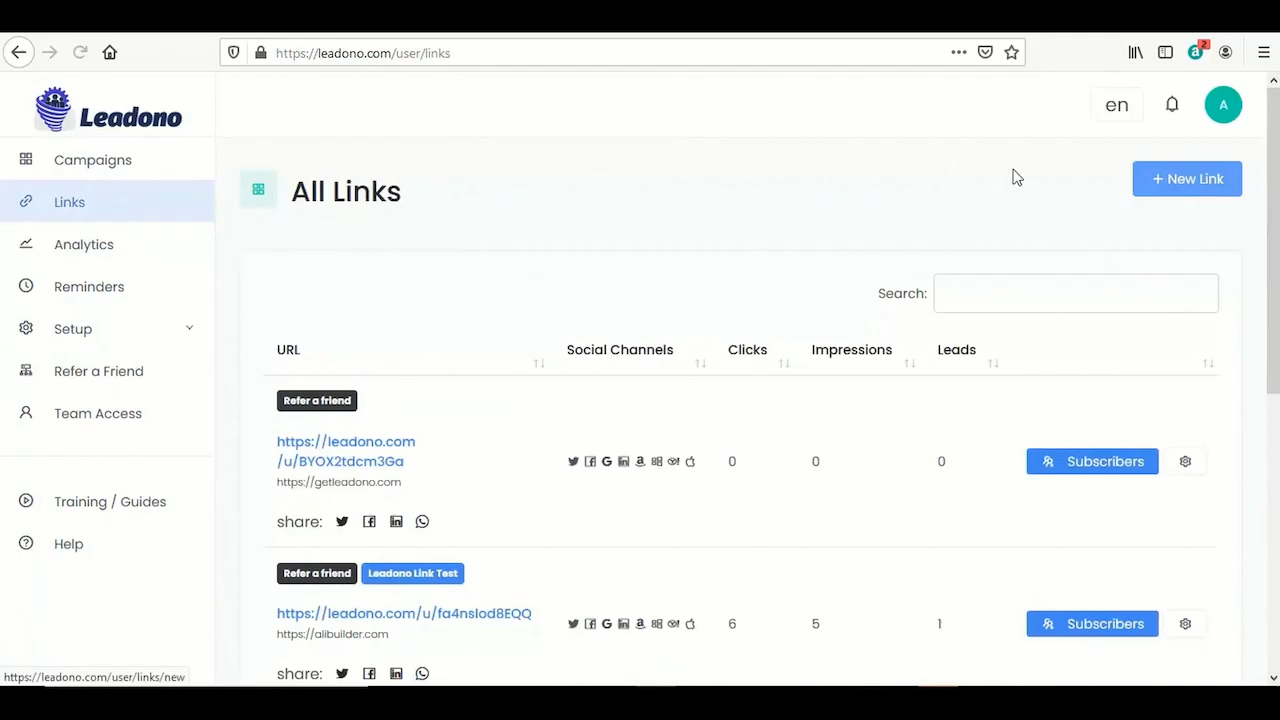 https://leadono.com/user/links
a 2
Leadono
en
A
Campaigns
Links
Analytics
Reminders
Setup
Refer a Friend
Team Access
Training / Guides
Help
All Links
+ New Link
Search:
URL Social Channels Clicks Impressions Leads
Refer a friend
https://leadono.com
/u/BYOX2tdcm3Ga
https://getleadono.com
0 0 0 Subscribers
share:
Refer a friend Leadono Link Test
https://leadono.com/u/fa4nslod8EQQ
https://alibuilder.com
6 5 1 Subscribers
share:
https://leadono.com/user/links/new